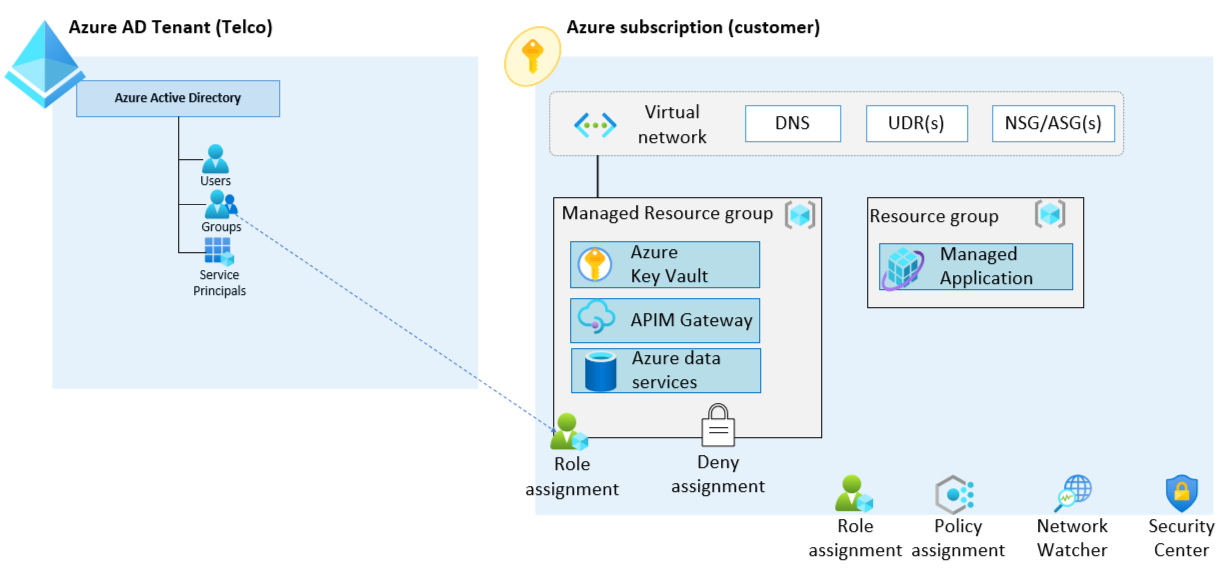 Azure AD Tenant (Telco)
Azure Active Directory
Users
Groups
Service
Principals
Azure subscription (customer)
Virtual
network
DNS
UDR(s)
NSG/ASG(s)
Managed Resource group
Azure
Key Vault
APIM Gateway
Azure data
services
Role
assignment
Deny
assignment
Resource group
Managed
Application
Role
assignment
Policy
assignment
Network
Watcher
Security
Center